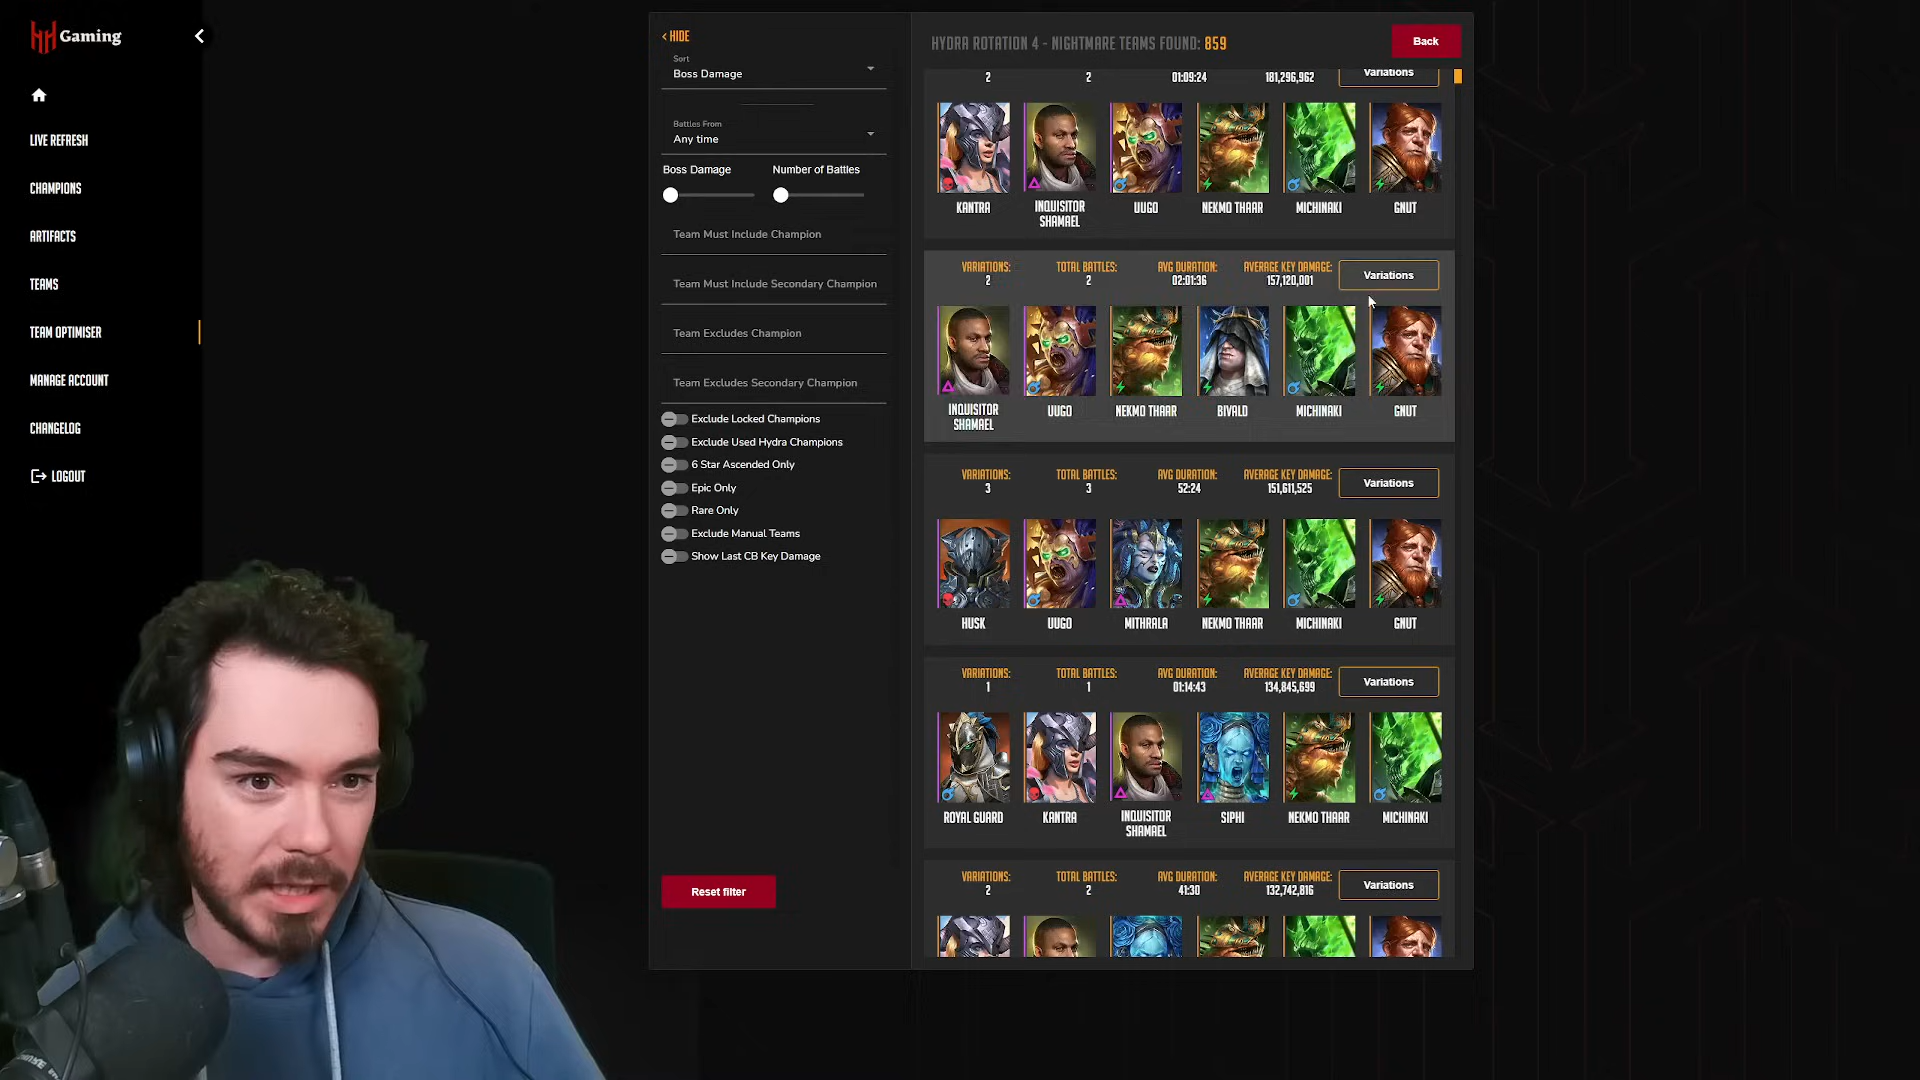 Gaming
LIVE REFRESH
CHAMPIONS
ARTIFACTS
TEAMS
TEAM OPTIMISER
MANAGE ACCOUNT
CHANGELOG
LOGOUT
< HIDE
Sort
Boss Damage
Battles From
Any time
Boss Damage Number of Battles
Team Must Include Champion
Team Must Include Secondary Champion
Team Excludes Champion
Team Excludes Secondary Champion
Exclude Locked Champions
Exclude Used Hydra Champions
6 Star Ascended Only
Epic Only
Rare Only
Exclude Manual Teams
Show Last CB Key Damage
Reset filter
HYDRA ROTATION 4 - NIGHTMARE TEAMS FOUND: 859
Back
2 2 01:09:24 181,296,962 Variations
KANTRA INQUISITOR SHAMAEL UUGO NEKMO THAAR MICHINAKI GNUT
VARIATIONS: TOTAL BATTLES: AVG DURATION: AVERAGE KEY DAMAGE: Variations
2 2 02:01:36 157,120,001
INQUISITOR SHAMAEL UUGO NEKMO THAAR BIVALD MICHINAKI GNUT
VARIATIONS: TOTAL BATTLES: AVG DURATION: AVERAGE KEY DAMAGE: Variations
3 3 52:24 151,611,525
HUSK UUGO MITHRALA NEKMO THAAR MICHINAKI GNUT
VARIATIONS: TOTAL BATTLES: AVG DURATION: AVERAGE KEY DAMAGE: Variations
1 1 01:14:43 134,845,699
ROYAL GUARD KANTRA INQUISITOR SHAMAEL SIPHI NEKMO THAAR MICHINAKI
VARIATIONS: TOTAL BATTLES: AVG DURATION: AVERAGE KEY DAMAGE: Variations
2 2 41:30 132,742,816